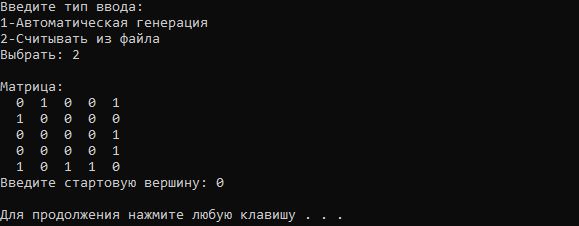 Введите тип ввода:
1-Автоматическая генерация
2-Считывать из файла
Выбрать: 2
Матрица:
0 1 0 0 1
1 0 0 0 0
0 0 0 0 1
0 0 0 0 1
1 0 1 1 0
Введите стартовую вершину: 0
Для продолжения нажмите любую клавишу . . .